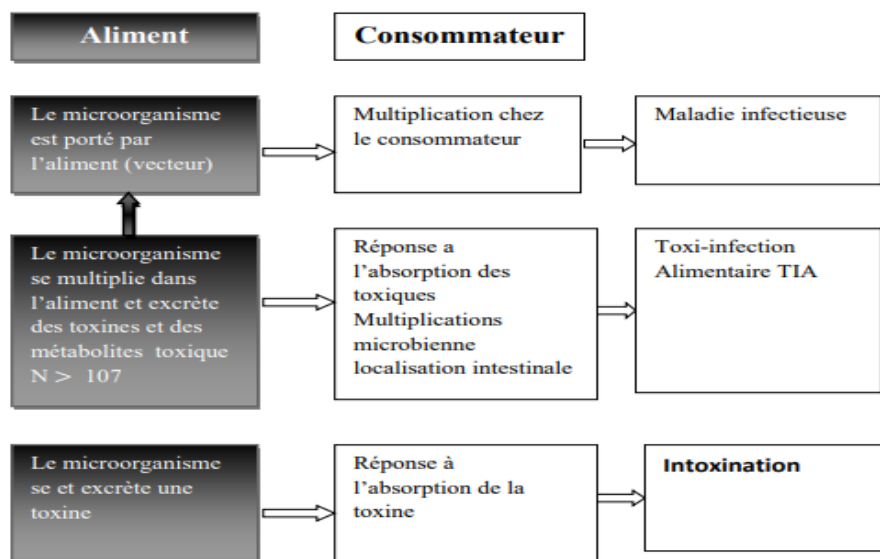 Aliment
Consommateur
Le microorganisme
est porté par
l'aliment (vecteur)
Multiplication chez
le consommateur
Maladie infectieuse
Le microorganisme
se multiplie dans
l'aliment et excrète
des toxines et des
métabolites toxique
N > 107
Réponse a
l'absorption des
toxiques
Multiplications
microbienne
localisation intestinale
Toxi-infection
Alimentaire TIA
Le microorganisme
se et excrète une
toxine
Réponse à
l'absorption de la
toxine
Intoxination